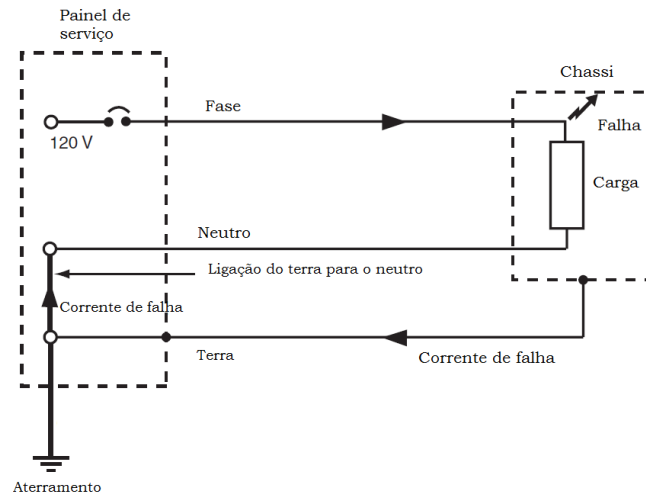 Painel de
serviço
Chassi
Fase
Falha
120 V
Carga
Neutro
Ligação do terra para o neutro
Corrente de falha
Terra
Corrente de falha
Aterramento